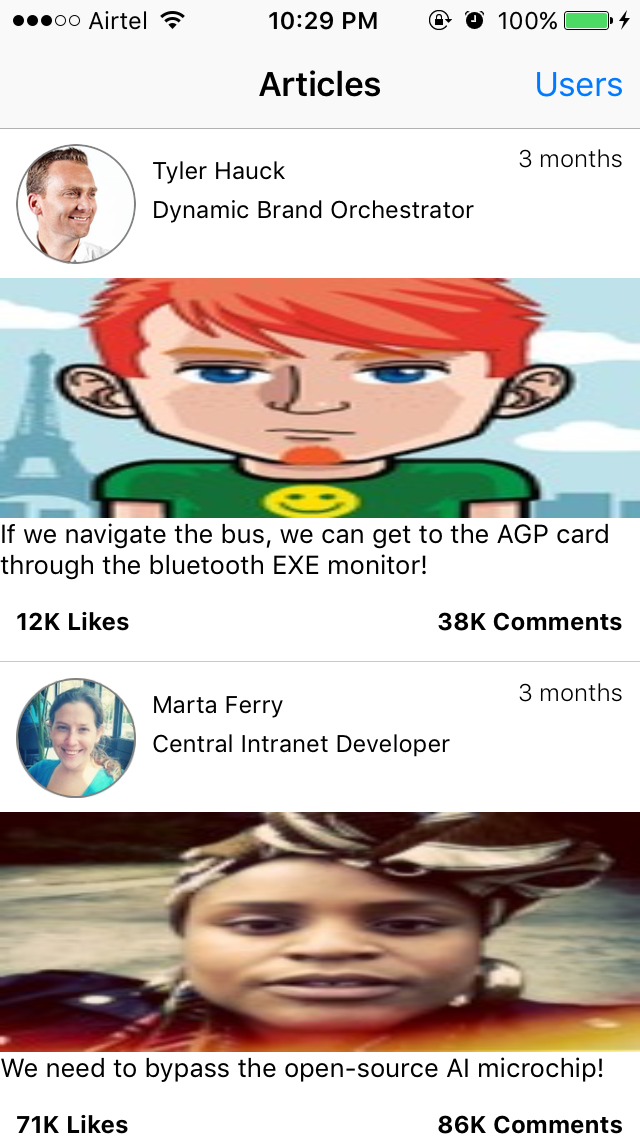 Airtel 10:29 PM 100%
Articles Users
Tyler Hauck 3 months
Dynamic Brand Orchestrator
If we navigate the bus, we can get to the AGP card
through the bluetooth EXE monitor!
12K Likes 38K Comments
Marta Ferry 3 months
Central Intranet Developer
We need to bypass the open-source AI microchip!
71K Likes 86K Comments